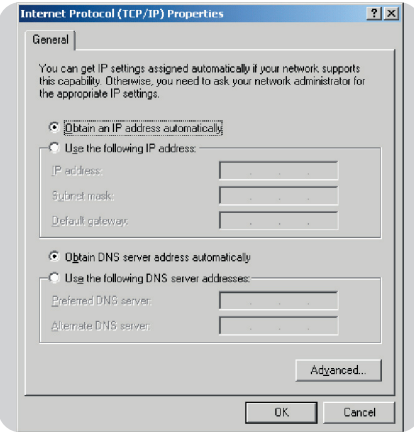 Internet Protocol (TCP/IP) Properties
General
You can get IP settings assigned automatically if your network supports
this capability. Otherwise, you need to ask your network administrator for
the appropriate IP settings.
Obtain an IP address automatically
Use the following IP address:
IP address:
Subnet mask:
Default gateway:
Obtain DNS server address automatically
Use the following DNS server addresses:
Preferred DNS server:
Alternate DNS server:
Advanced...
OK Cancel